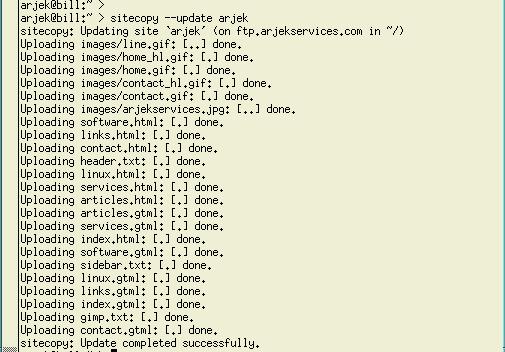 arjek@bill:~ >
arjek@bill:~ > sitecopy --update arjek
sitecopy: Updating site `arjek' (on ftp.arjekservices.com in ~/)
Uploading images/line.gif: [..] done.
Uploading images/home_hl.gif: [.] done.
Uploading images/home.gif: [.] done.
Uploading images/contact_hl.gif: [.] done.
Uploading images/contact.gif: [.] done.
Uploading images/arjekservices.jpg: [..] done.
Uploading software.html: [.] done.
Uploading links.html: [.] done.
Uploading contact.html: [.] done.
Uploading header.txt: [.] done.
Uploading linux.html: [.] done.
Uploading services.html: [.] done.
Uploading articles.html: [.] done.
Uploading articles.gtml: [.] done.
Uploading services.gtml: [.] done.
Uploading index.html: [.] done.
Uploading software.gtml: [.] done.
Uploading sidebar.txt: [.] done.
Uploading linux.gtml: [.] done.
Uploading links.gtml: [.] done.
Uploading index.gtml: [.] done.
Uploading gimp.txt: [.] done.
Uploading contact.gtml: [.] done.
sitecopy: Update completed successfully.